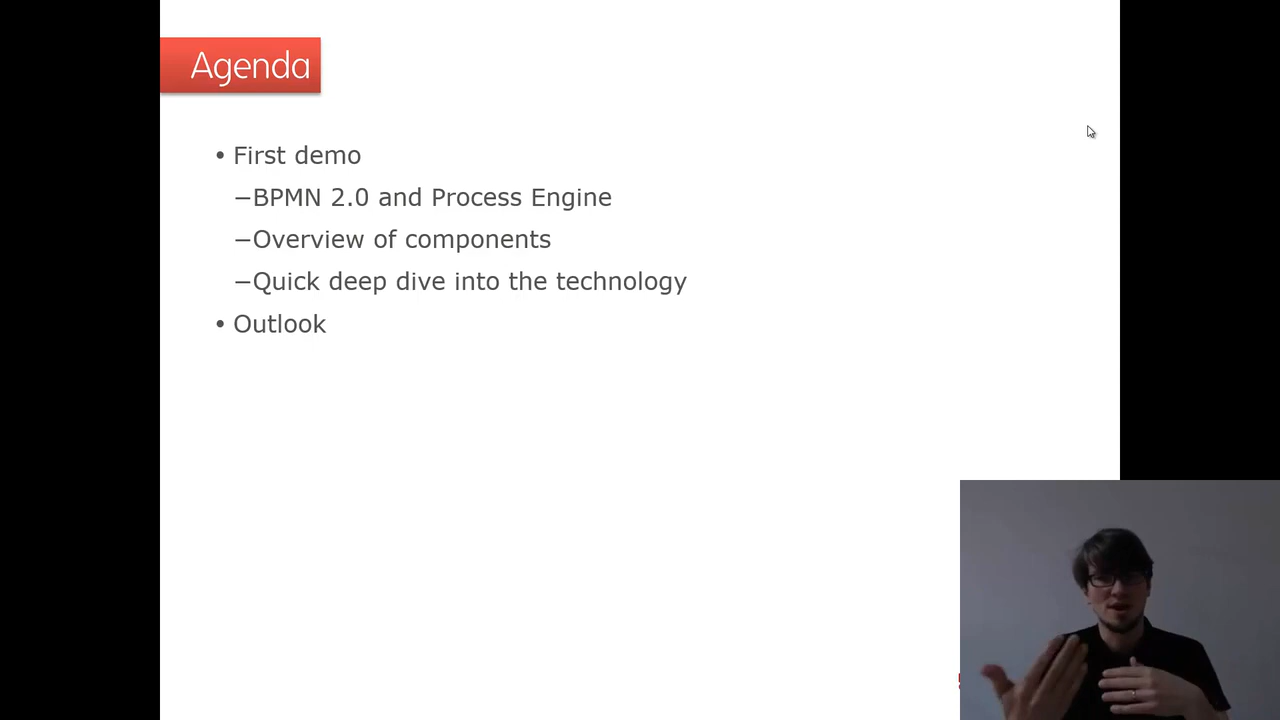 Agenda
• First demo
–BPMN 2.0 and Process Engine
–Overview of components
–Quick deep dive into the technology
• Outlook